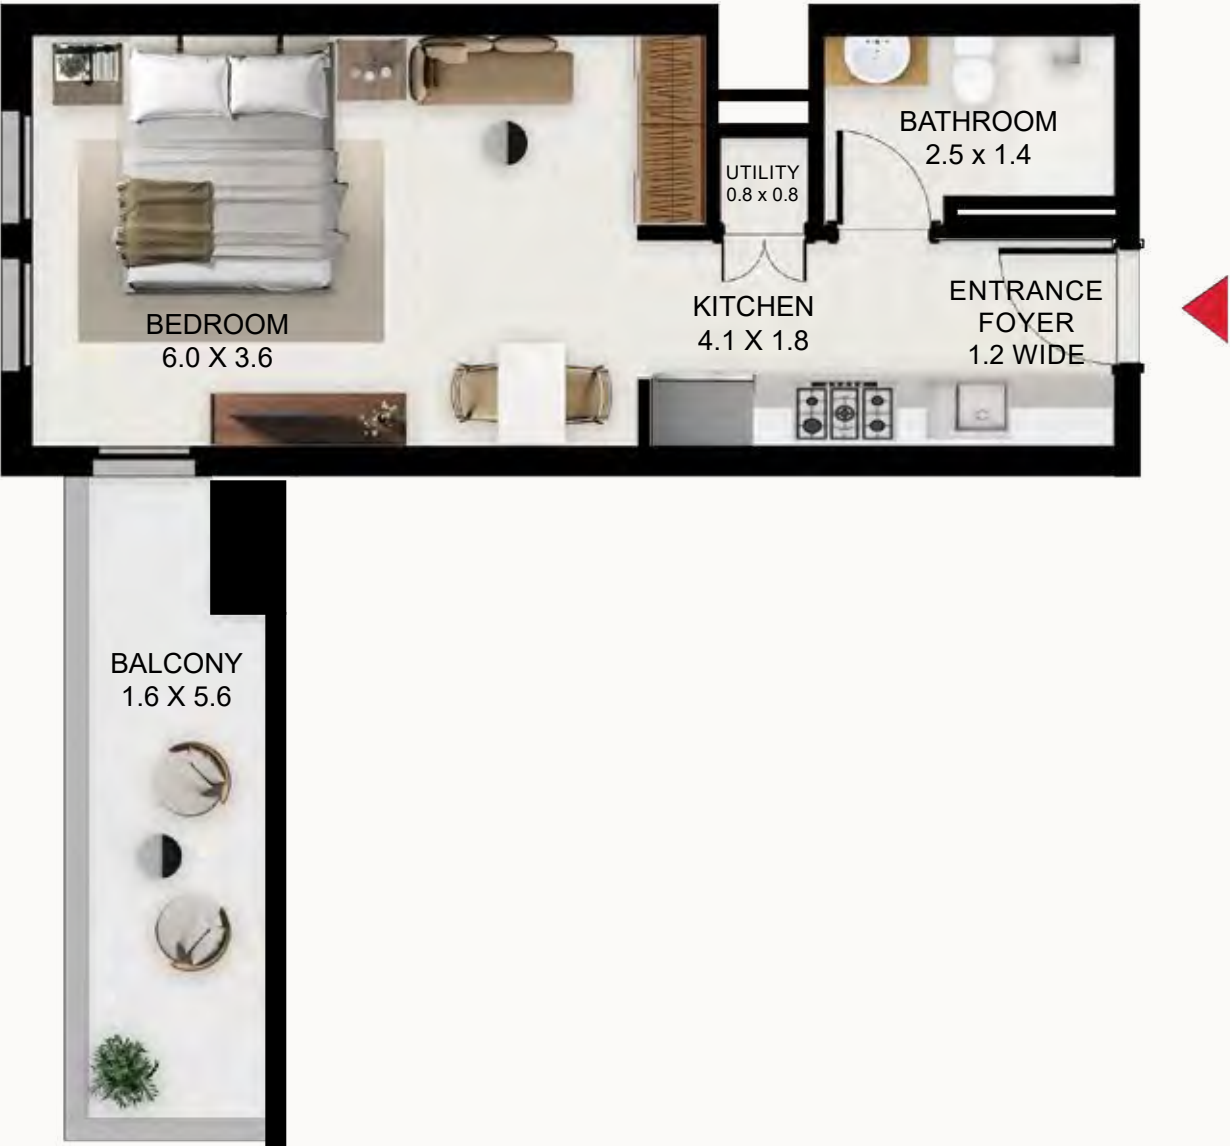 BATHROOM
2.5 x 1.4
UTILITY
0.8 x 0.8
BEDROOM
6.0 X 3.6
KITCHEN
4.1 X 1.8
ENTRANCE
FOYER
1.2 WIDE
BALCONY
1.6 X 5.6